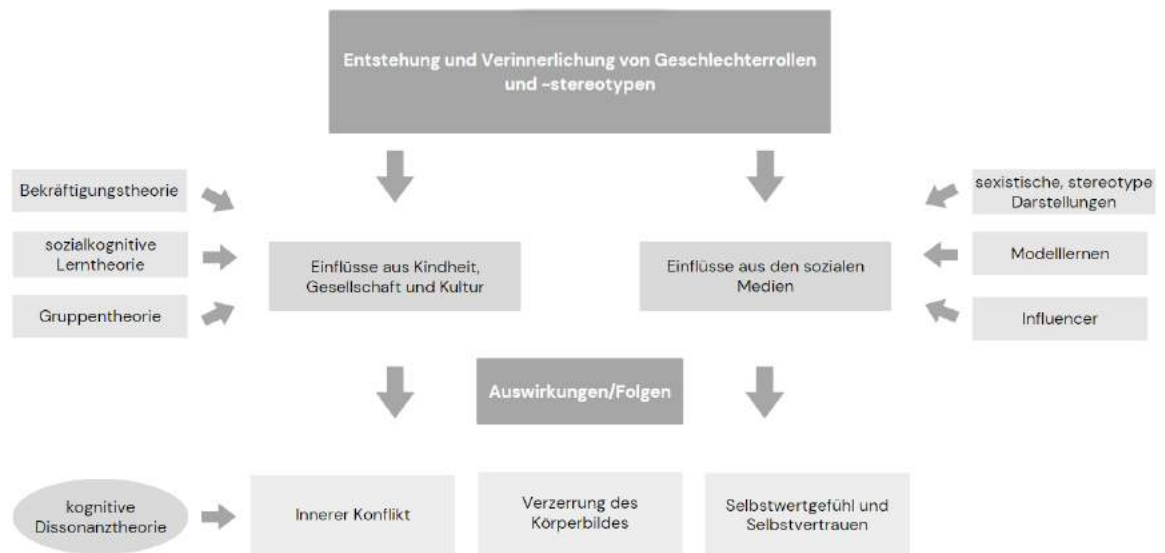 Entstehung und Verinnerlichung von Geschlechterrollen
und -stereotypen
Bekräftigungstheorie
sozialkognitive
Lerntheorie
Gruppentheorie
Einflüsse aus Kindheit,
Gesellschaft und Kultur
Einflüsse aus den sozialen
Medien
sexistische, stereotype
Darstellungen
Modelllernen
Influencer
Auswirkungen/Folgen
kognitive
Dissonanztheorie
Innerer Konflikt
Verzerrung des
Körperbildes
Selbstwertgefühl und
Selbstvertrauen